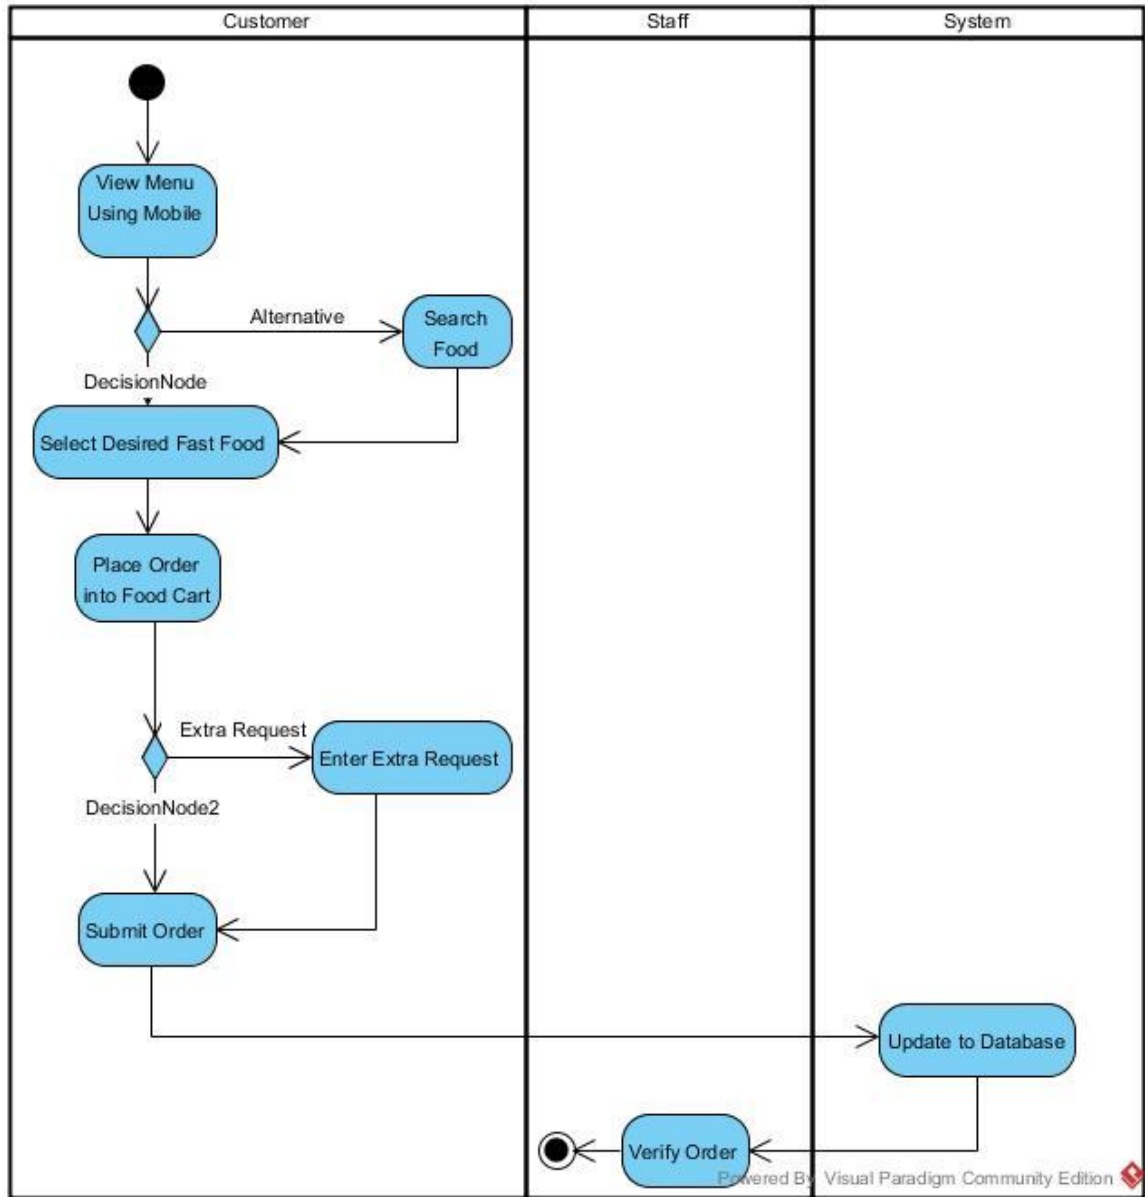 Customer
Staff
System
View Menu
Using Mobile
Alternative
Search
Food
DecisionNode
Select Desired Fast Food
Place Order
into Food Cart
Extra Request
Enter Extra Request
DecisionNode2
Submit Order
Update to Database
Verify Order
Powered By Visual Paradigm Community Edition